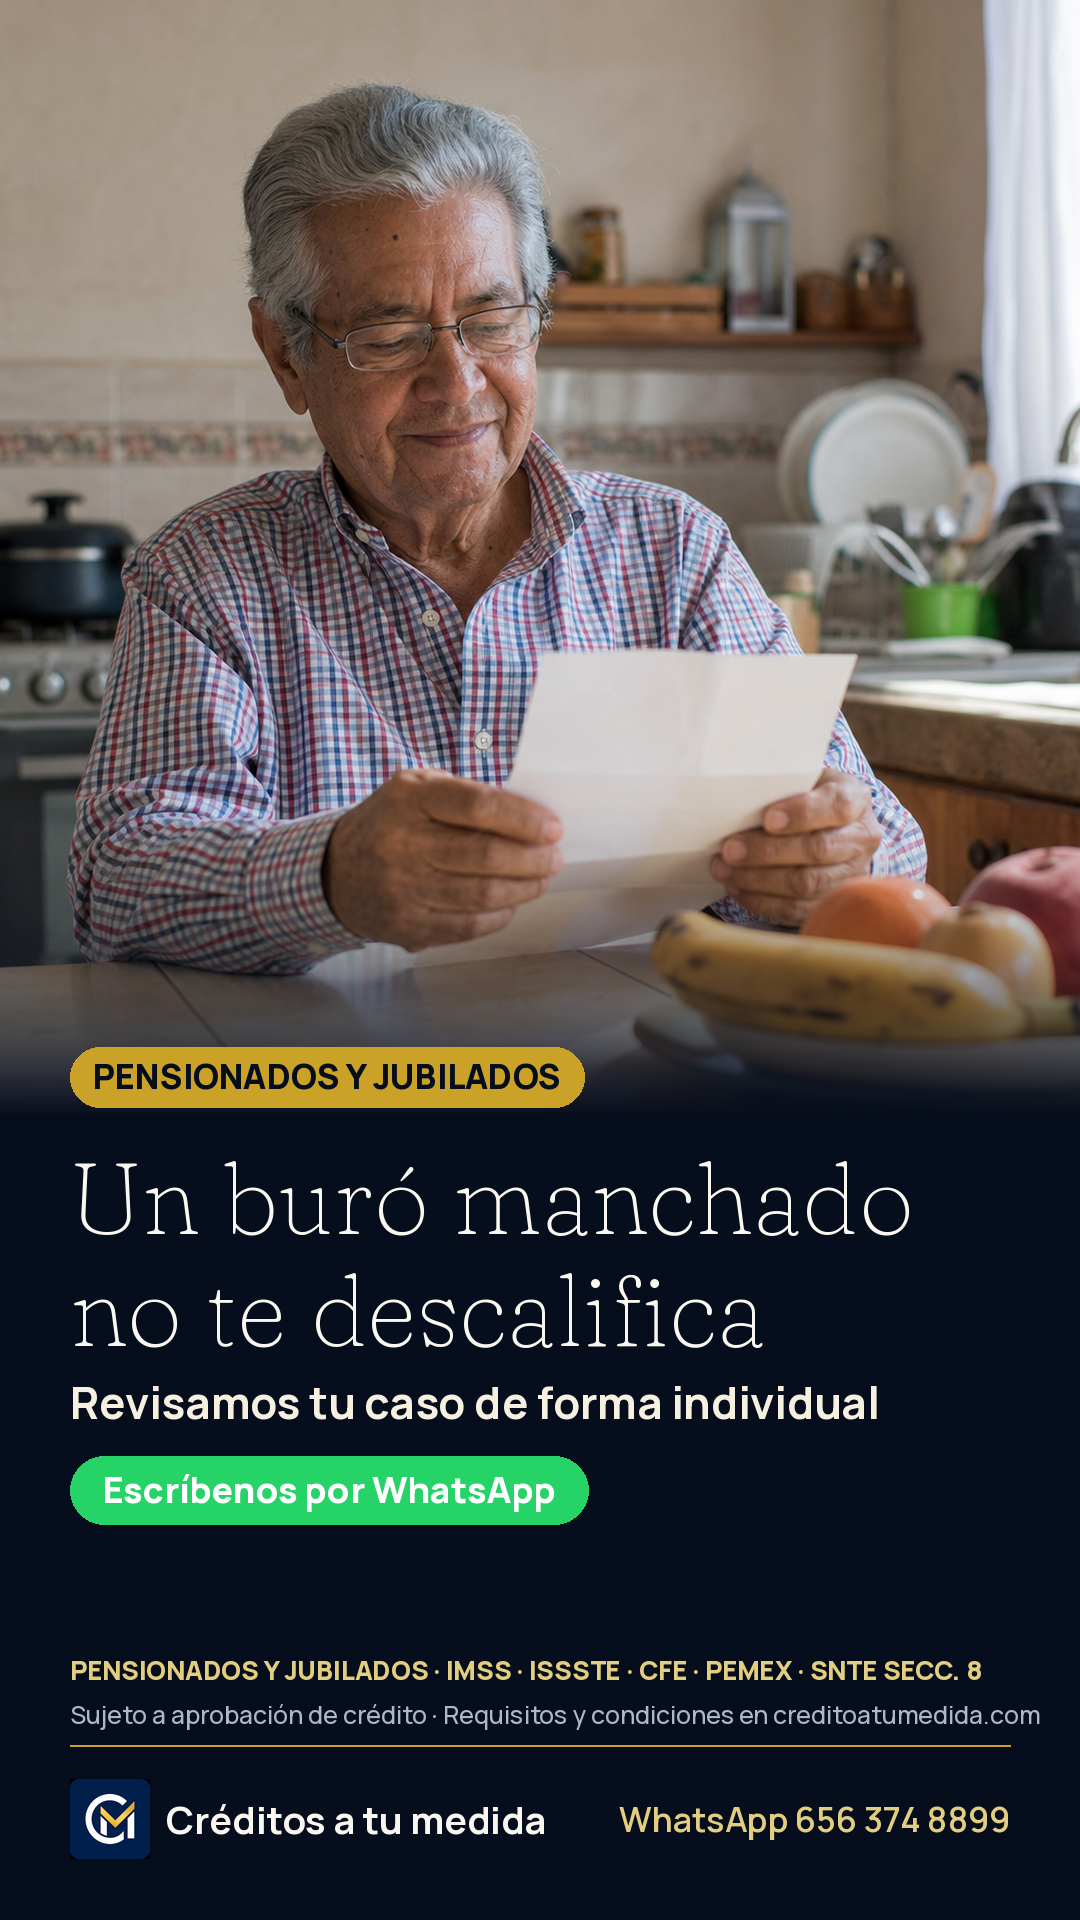 PENSIONADOS Y JUBILADOS
Un buró manchado
no te descalifica
Revisamos tu caso de forma individual
Escríbenos por WhatsApp
PENSIONADOS Y JUBILADOS · IMSS · ISSSTE · CFE · PEMEX · SNTE SECC. 8
Sujeto a aprobación de crédito · Requisitos y condiciones en creditoatumedida.com
Créditos a tu medida
WhatsApp 656 374 8899